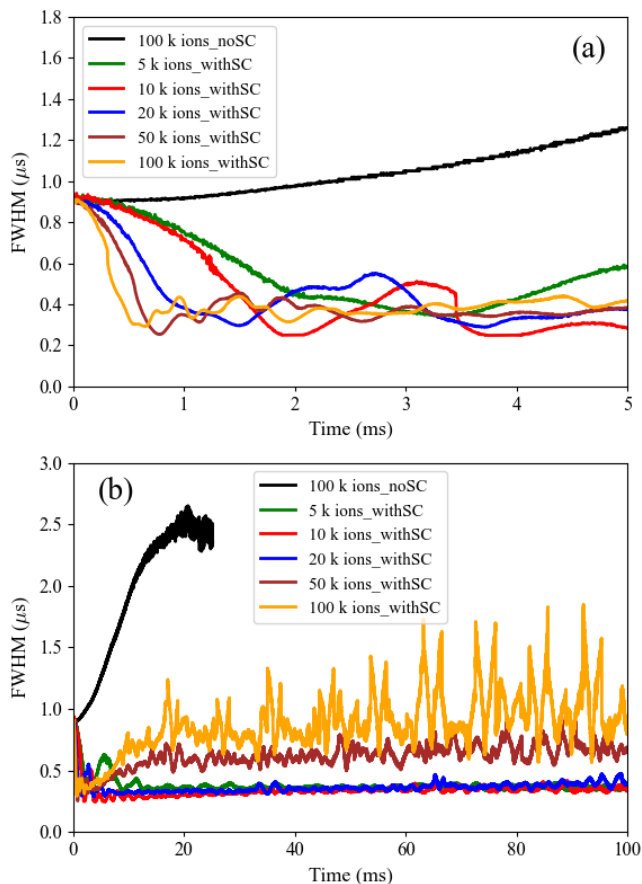 1.8
1.6
1.4
1.2
1.0
0.8
0.6
0.4
0.2
0.0
FWHM (μs)
100 k ions_noSC
5 k ions_withSC
10 k ions_withSC
20 k ions_withSC
50 k ions_withSC
100 k ions_withSC
(a)
0 1 2 3 4 5
Time (ms)
3.0
2.5
2.0
1.5
1.0
0.5
0.0
FWHM (μs)
(b)
100 k ions_noSC
5 k ions_withSC
10 k ions_withSC
20 k ions_withSC
50 k ions_withSC
100 k ions_withSC
0 20 40 60 80 100
Time (ms)